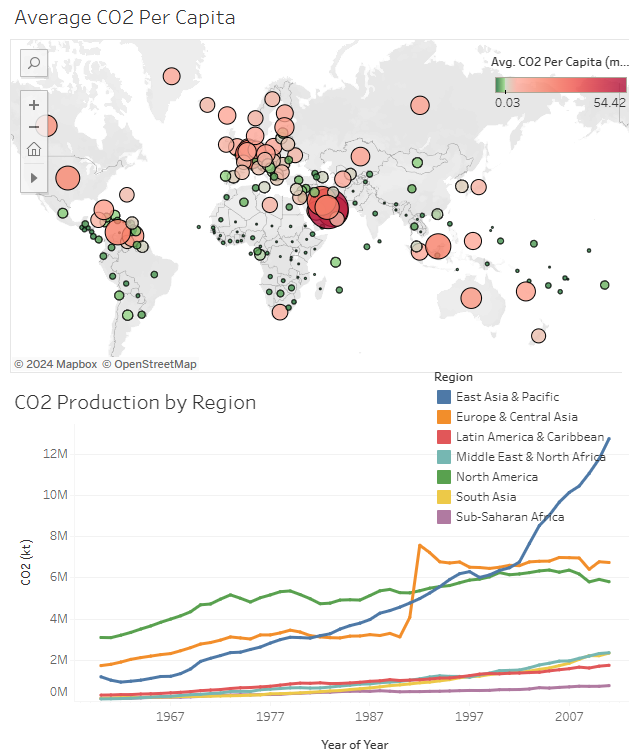 Average CO2 Per Capita
Avg. CO2 Per Capita (m...
0.03 54.42
© 2024 Mapbox © OpenStreetMap
Region
CO2 Production by Region
East Asia & Pacific
Europe & Central Asia
Latin America & Caribbean
Middle East & North Africa
North America
South Asia
Sub-Saharan Africa
12M
10M
8M
6M
4M
2M
0M
CO2 (kt)
1967 1977 1987 1997 2007
Year of Year